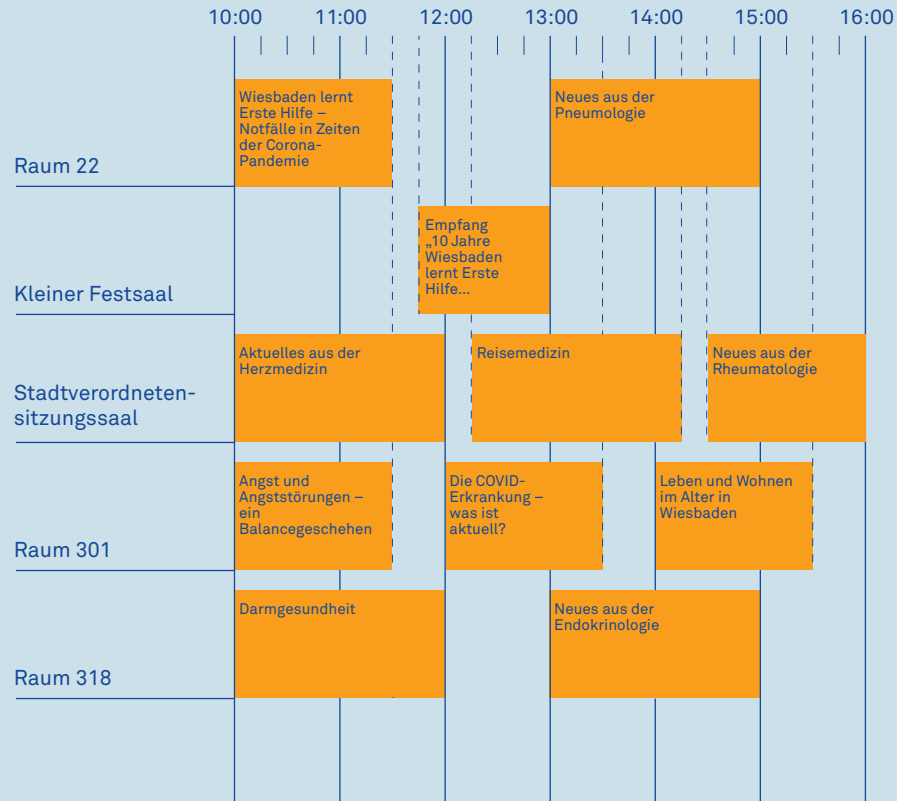 10:00 11:00 12:00 13:00 14:00 15:00 16:00
Wiesbaden lernt
Erste Hilfe –
Notfälle in Zeiten
der Corona-
Pandemie
Neues aus der
Pneumologie
Raum 22
Empfang
„10 Jahre
Wiesbaden
lernt Erste
Hilfe...
Kleiner Festsaal
Aktuelles aus der
Herzmedizin
Reisemedizin
Neues aus der
Rheumatologie
Stadtverordneten-
sitzungssaal
Angst und
Angststörungen –
ein
Balancegeschehen
Die COVID-
Erkrankung –
was ist
aktuell?
Leben und Wohnen
im Alter in
Wiesbaden
Raum 301
Darmgesundheit
Neues aus der
Endokrinologie
Raum 318